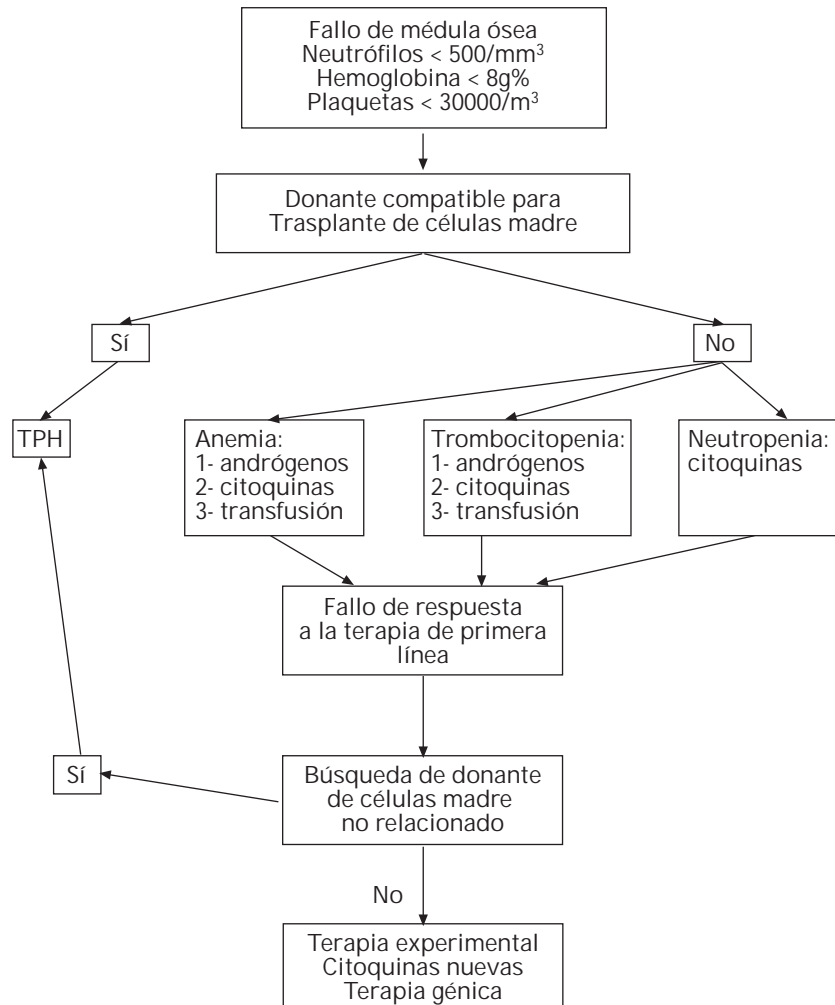 Fallo de médula ósea
Neutrófilos < 500/mm³
Hemoglobina < 8g%
Plaquetas < 30000/m³
Donante compatible para
Trasplante de células madre
Sí
No
TPH
Anemia:
1- andrógenos
2- citoquinas
3- transfusión
Trombocitopenia:
1- andrógenos
2- citoquinas
3- transfusión
Neutropenia:
citoquinas
Fallo de respuesta
a la terapia de primera
línea
Sí
Búsqueda de donante
de células madre
no relacionado
No
Terapia experimental
Citoquinas nuevas
Terapia génica